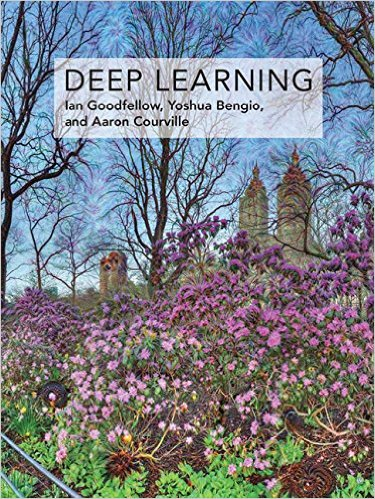 DEEP LEARNING
Ian Goodfellow, Yoshua Bengio,
and Aaron Courville